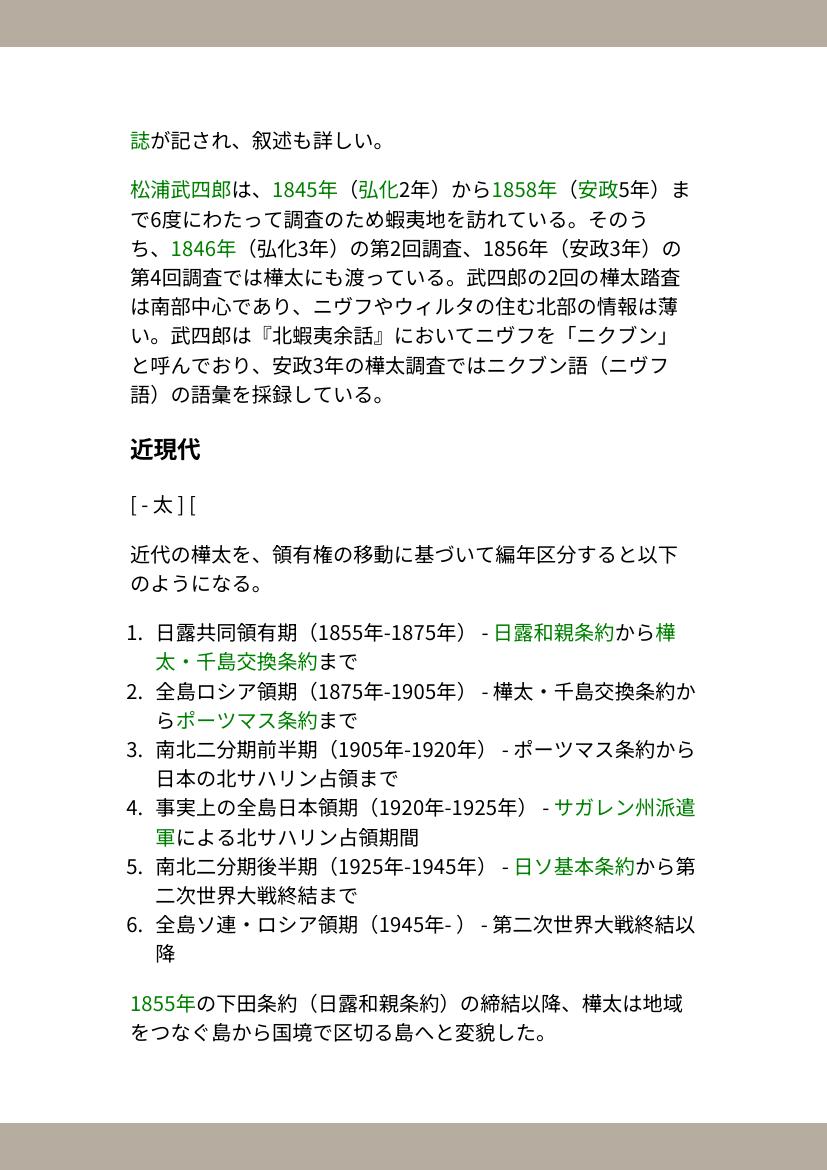 誌が記され、叙述も詳しい。
松浦武四郎は、1845年（弘化2年）から1858年（安政5年）ま
で6度にわたって調査のため蝦夷地を訪れている。そのう
ち、1846年（弘化3年）の第2回調査、1856年（安政3年）の
第4回調査では樺太にも渡っている。武四郎の2回の樺太踏査
は南部中心であり、ニヴフやウィルタの住む北部の情報は薄
い。武四郎は『北蝦夷余話』においてニヴフを「ニクブン」
と呼んでおり、安政3年の樺太調査ではニクブン語（ニヴフ
語）の語彙を採録している。
近現代
[ - 太 ] [
近代の樺太を、領有権の移動に基づいて編年区分すると以下
のようになる。
1. 日露共同領有期（1855年-1875年） - 日露和親条約から樺
太・千島交換条約まで
2. 全島ロシア領期（1875年-1905年） - 樺太・千島交換条約か
らポーツマス条約まで
3. 南北二分期前半期（1905年-1920年） - ポーツマス条約から
日本の北サハリン占領まで
4. 事実上の全島日本領期（1920年-1925年） - サガレン州派遣
軍による北サハリン占領期間
5. 南北二分期後半期（1925年-1945年） - 日ソ基本条約から第
二次世界大戦終結まで
6. 全島ソ連・ロシア領期（1945年- ） - 第二次世界大戦終結以
降
1855年の下田条約（日露和親条約）の締結以降、樺太は地域
をつなぐ島から国境で区切る島へと変貌した。